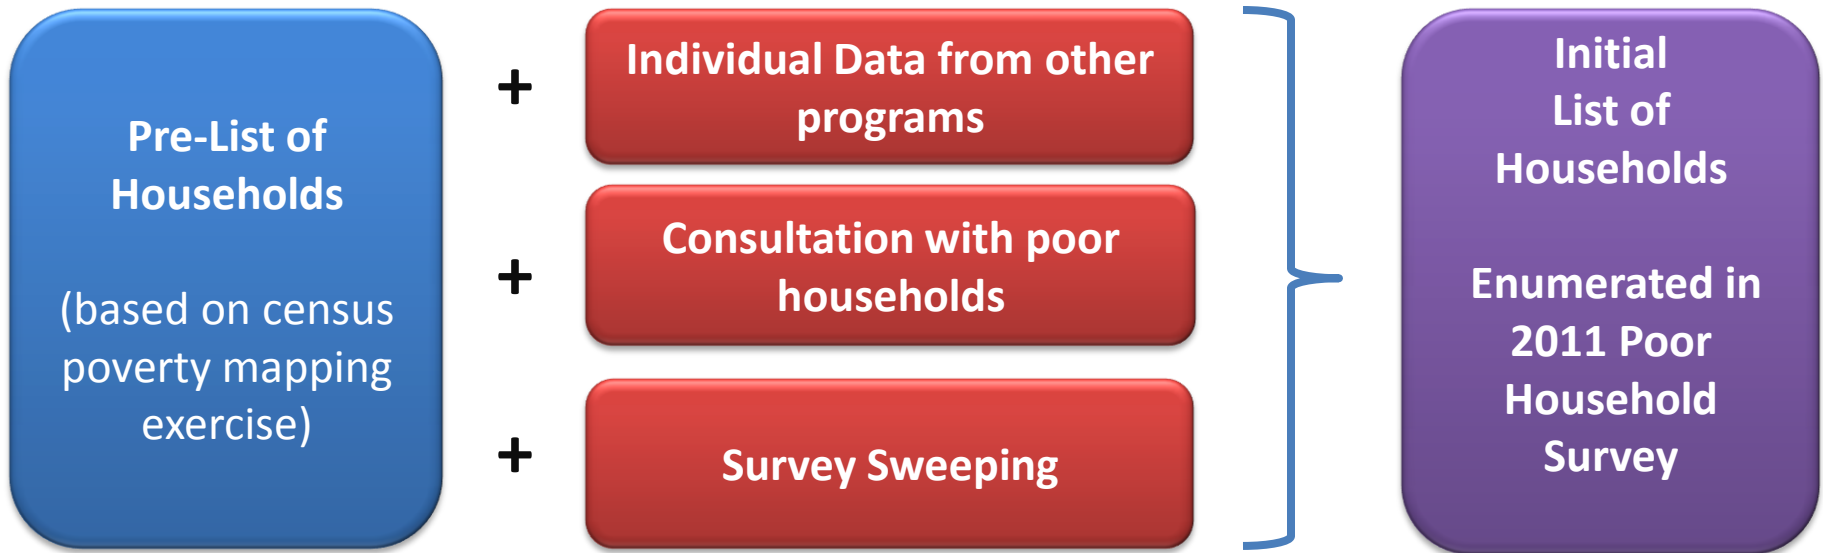 Pre-List of
Households
(based on census
poverty mapping
exercise)
+
Individual Data from other
programs
+
Consultation with poor
households
+
Survey Sweeping
Initial
List of
Households
Enumerated in
2011 Poor
Household
Survey